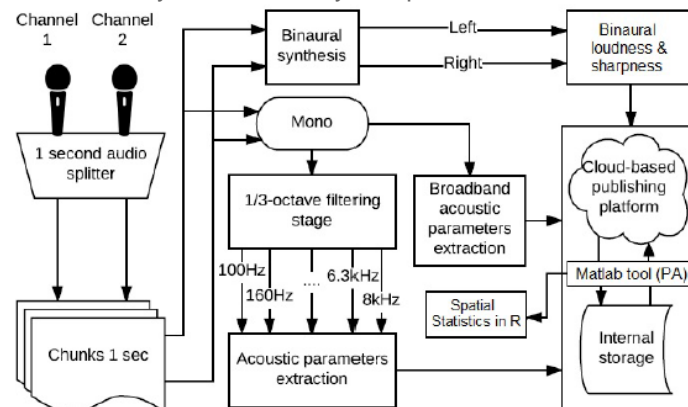 Channel
1
Channel
2
1 second audio
splitter
Chunks 1 sec
Binaural
synthesis
Left
Right
Binaural
loudness &
sharpness
Mono
1/3-octave filtering
stage
100Hz
160Hz
....
6.3kHz
8kHz
Acoustic parameters
extraction
Broadband
acoustic
parameters
extraction
Spatial
Statistics in R
Cloud-based
publishing
platform
Matlab tool (PA)
Internal
storage